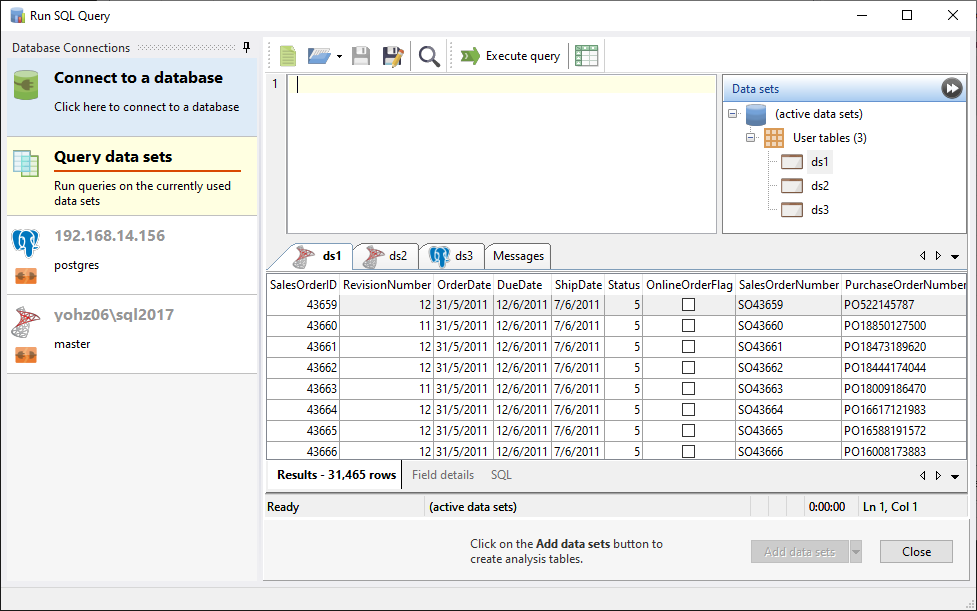 Run SQL Query
Database Connections
Connect to a database
Click here to connect to a database
Query data sets
Run queries on the currently used
data sets
192.168.14.156
postgres
yohz06\sql2017
master
Execute query
1
Data sets
(active data sets)
User tables (3)
ds1
ds2
ds3
ds1 ds2 ds3 Messages
SalesOrderID RevisionNumber OrderDate DueDate ShipDate Status OnlineOrderFlag SalesOrderNumber PurchaseOrderNumber
43659 12 31/5/2011 12/6/2011 7/6/2011 5 SO43659 PO522145787
43660 11 31/5/2011 12/6/2011 7/6/2011 5 SO43660 PO18850127500
43661 12 31/5/2011 12/6/2011 7/6/2011 5 SO43661 PO18473189620
43662 12 31/5/2011 12/6/2011 7/6/2011 5 SO43662 PO18444174044
43663 11 31/5/2011 12/6/2011 7/6/2011 5 SO43663 PO18009186470
43664 12 31/5/2011 12/6/2011 7/6/2011 5 SO43664 PO16617121983
43665 12 31/5/2011 12/6/2011 7/6/2011 5 SO43665 PO16588191572
43666 12 31/5/2011 12/6/2011 7/6/2011 5 SO43666 PO16008173883
Results - 31,465 rows Field details SQL
Ready (active data sets) 0:00:00 Ln 1, Col 1
Click on the Add data sets button to
create analysis tables.
Add data sets Close